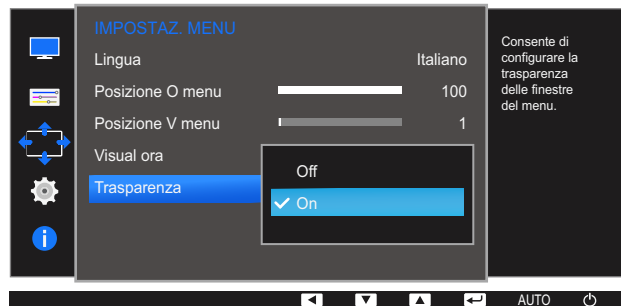 IMPOSTAZ. MENU
Lingua Italiano
Posizione O menu 100
Posizione V menu 1
Visual ora
Trasparenza
Off
On
Consente di
configurare la
trasparenza
delle finestre
del menu.
AUTO